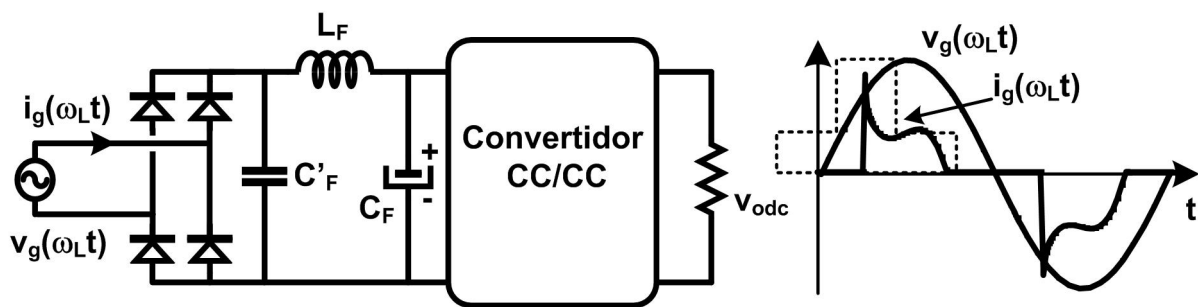 L_F
i_g(ω_Lt)
C'_F
C_F
+
-
Convertidor
CC/CC
v_odc
v_g(ω_Lt)
v_g(ω_Lt)
i_g(ω_Lt)
t